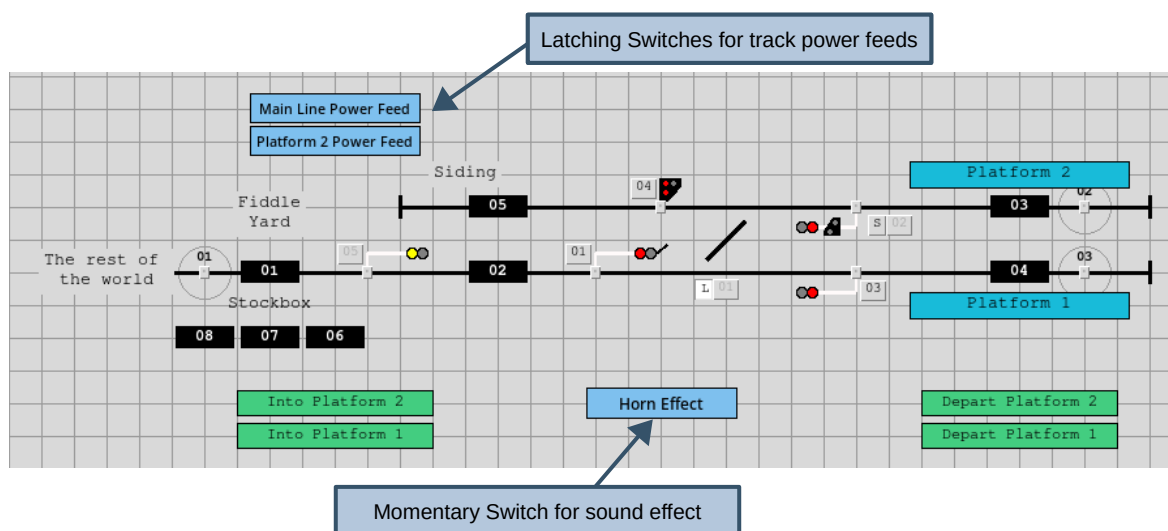 Latching Switches for track power feeds
Main Line Power Feed
Platform 2 Power Feed
Siding
Platform 2
04
05
03
02
Fiddle
Yard
S 02
The rest of
the world
01
01
05
02
01
04
03
L 01
03
Stockbox
Platform 1
08
07
06
Into Platform 2
Horn Effect
Depart Platform 2
Into Platform 1
Depart Platform 1
Momentary Switch for sound effect